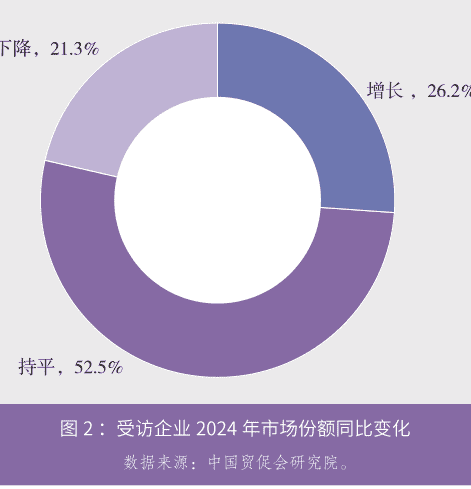 下降，21.3%
增长 ，26.2%
持平，52.5%
图 2 ：受访企业 2024 年市场份额同比变化
数据来源：中国贸促会研究院。